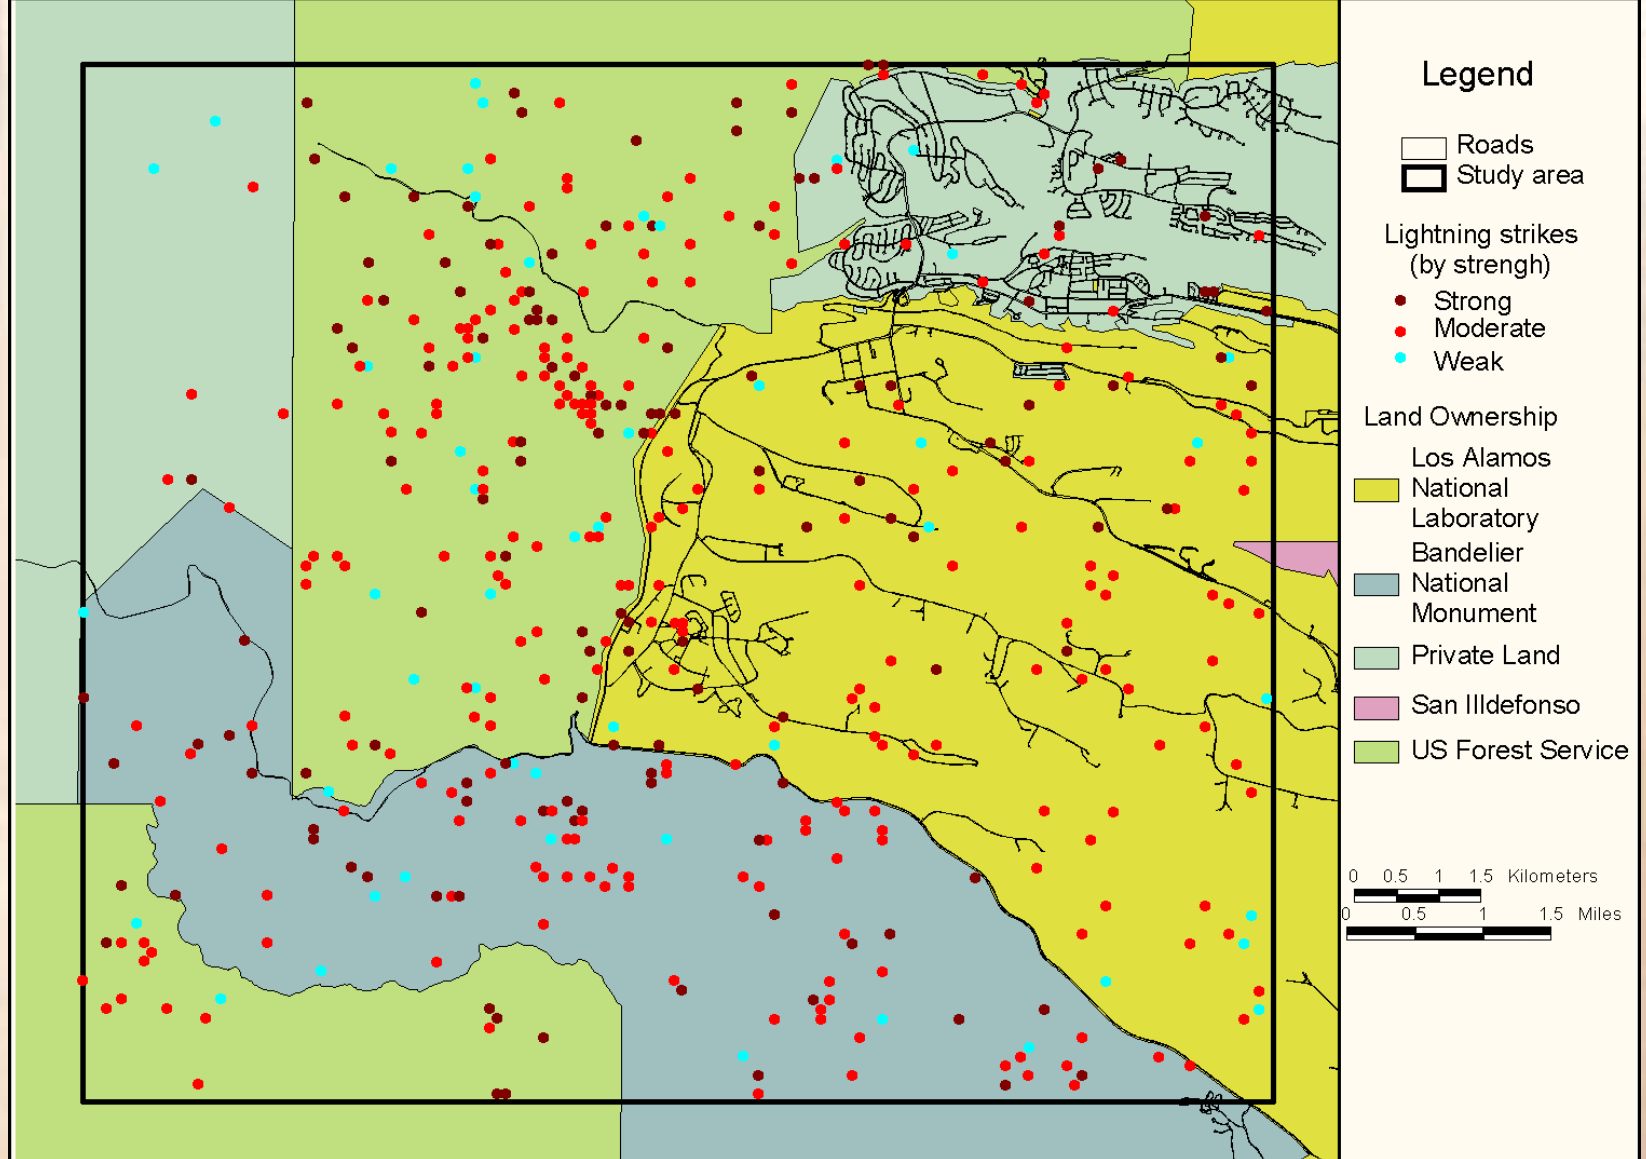 Legend
Roads
Study area
Lightning strikes
(by strengh)
Strong
Moderate
Weak
Land Ownership
Los Alamos
National
Laboratory
Bandelier
National
Monument
Private Land
San Illdefonso
US Forest Service
0 0.5 1 1.5 Kilometers
0 0.5 1 1.5 Miles